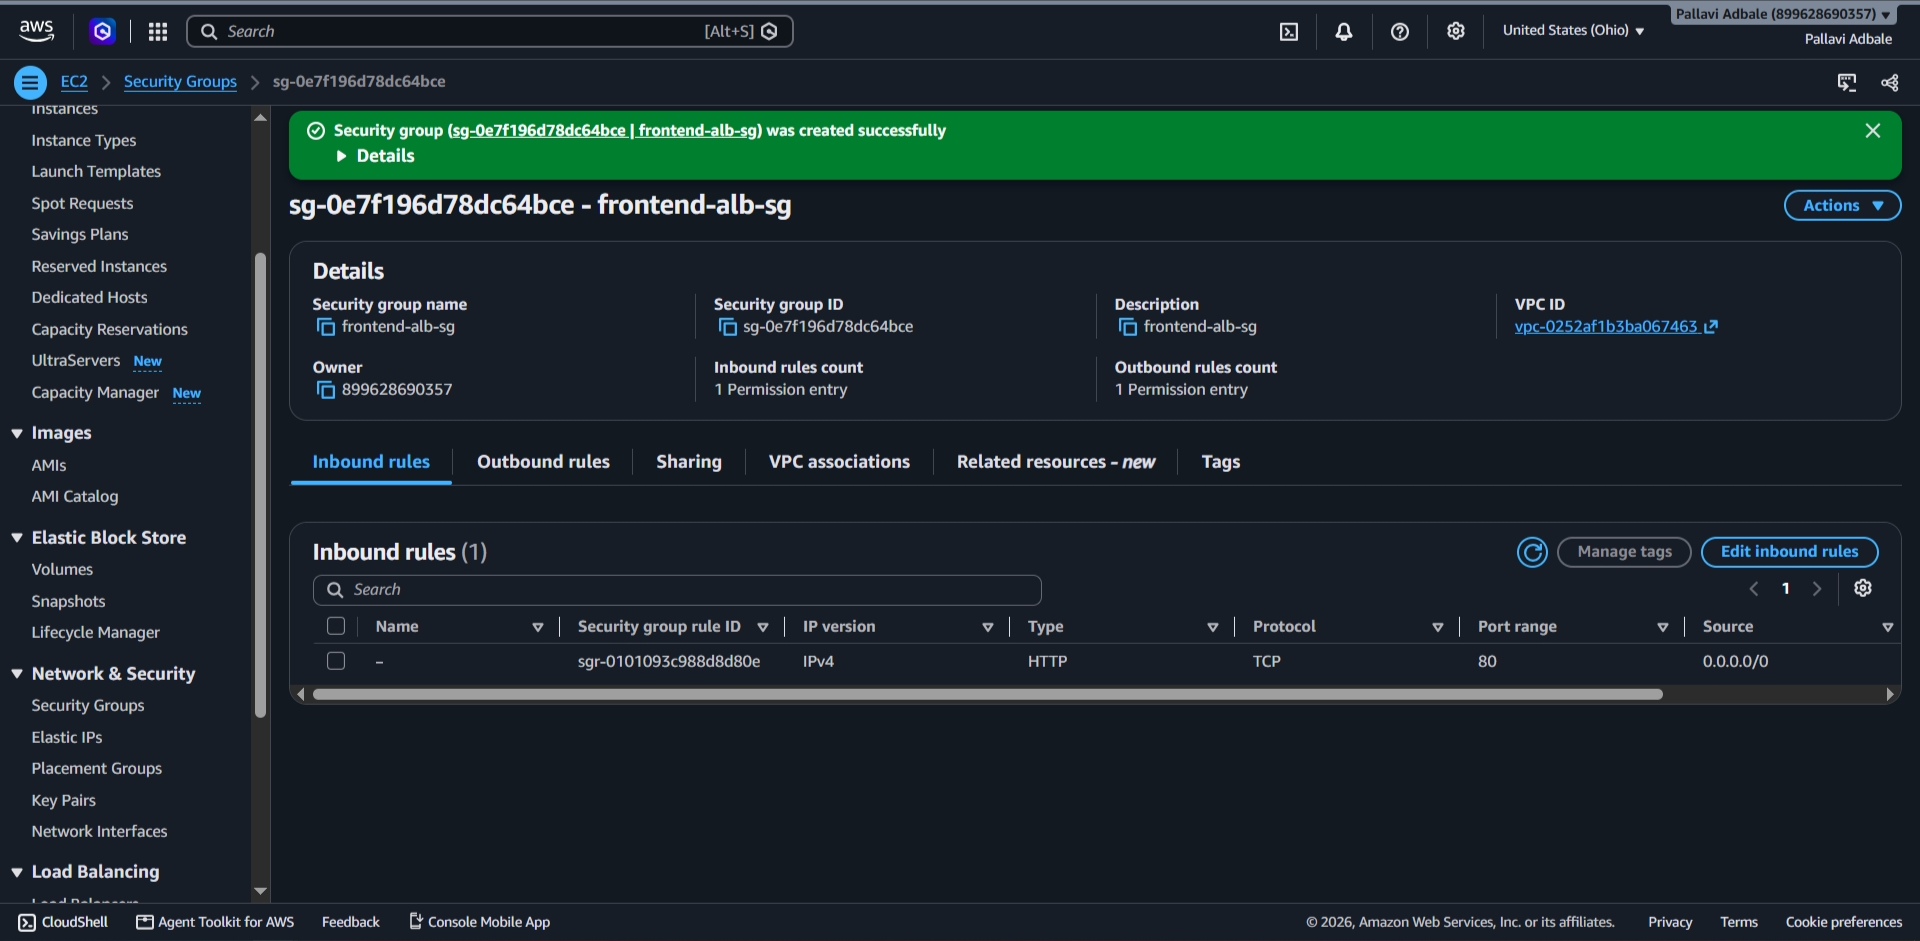 aws
Search [Alt+S]
United States (Ohio)
Pallavi Adbale (899628690357)
Pallavi Adbale
EC2 > Security Groups > sg-0e7f196d78dc64bce
Instances
Instance Types
Launch Templates
Spot Requests
Savings Plans
Reserved Instances
Dedicated Hosts
Capacity Reservations
UltraServers New
Capacity Manager New
Images
AMIs
AMI Catalog
Elastic Block Store
Volumes
Snapshots
Lifecycle Manager
Network & Security
Security Groups
Elastic IPs
Placement Groups
Key Pairs
Network Interfaces
Load Balancing
Load Balancers
Security group (sg-0e7f196d78dc64bce | frontend-alb-sg) was created successfully
Details
sg-0e7f196d78dc64bce - frontend-alb-sg
Actions
Details
Security group name
frontend-alb-sg
Security group ID
sg-0e7f196d78dc64bce
Description
frontend-alb-sg
VPC ID
vpc-0252af1b3ba067463
Owner
899628690357
Inbound rules count
1 Permission entry
Outbound rules count
1 Permission entry
Inbound rules Outbound rules Sharing VPC associations Related resources - new Tags
Inbound rules (1)
Manage tags
Edit inbound rules
Search
1
Name Security group rule ID IP version Type Protocol Port range Source
– sgr-0101093c988d8d80e IPv4 HTTP TCP 80 0.0.0.0/0
CloudShell Agent Toolkit for AWS Feedback Console Mobile App
© 2026, Amazon Web Services, Inc. or its affiliates. Privacy Terms Cookie preferences